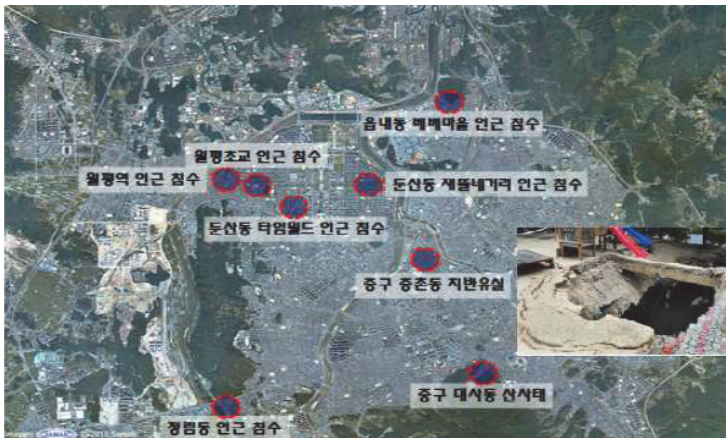 읍내동 메메마을 인근 침수
월평초교 인근 침수
월평역 인근 침수
둔산동 재뜰네거리 인근 침수
둔산동 타임월드 인근 침수
중구 중촌동 지반유실
중구 대사동 산사태
정림동 인근 침수